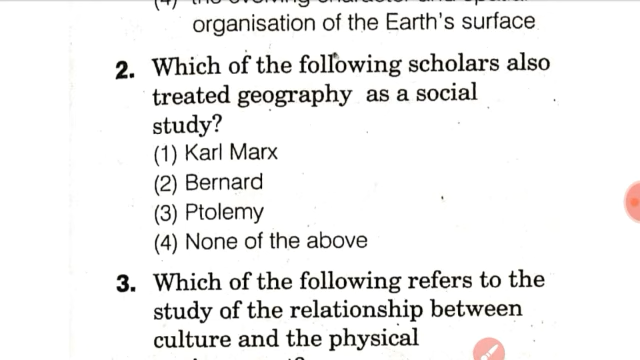 organisation of the Earth's surface
2. Which of the following scholars also
treated geography as a social
study?
(1) Karl Marx
(2) Bernard
(3) Ptolemy
(4) None of the above
3. Which of the following refers to the
study of the relationship between
culture and the physical